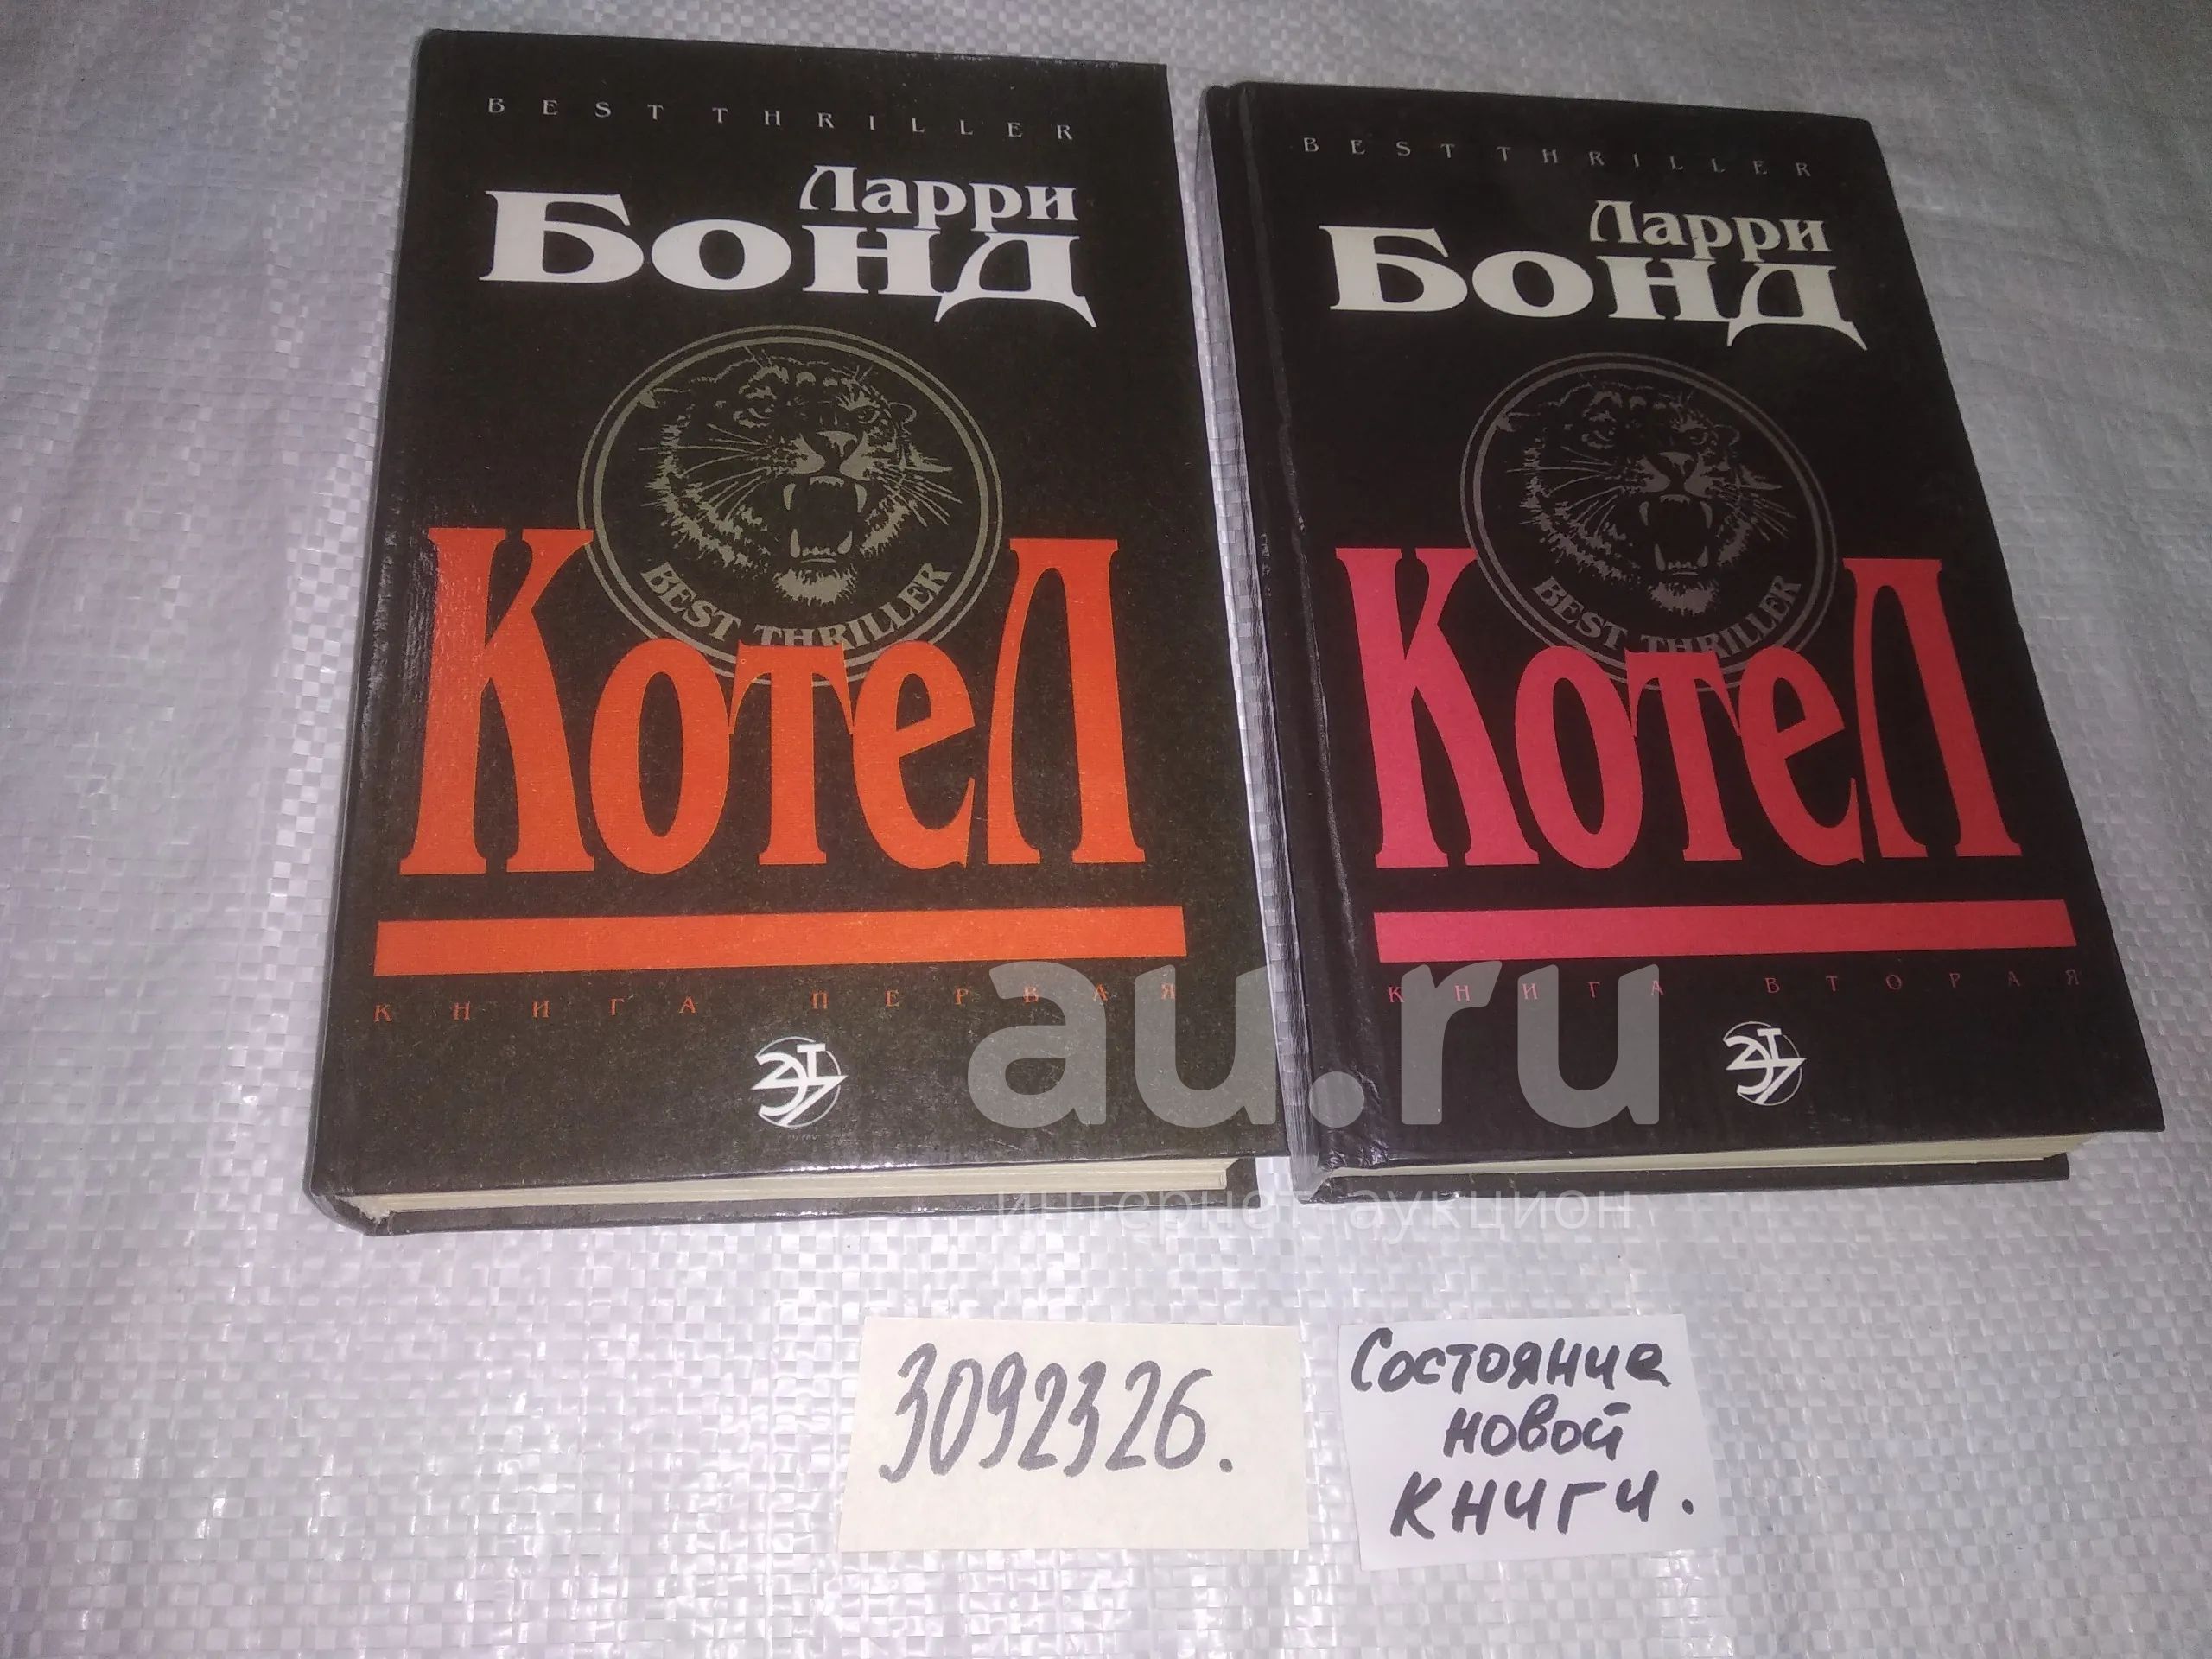 BEST THRILLER
Ларри
БОНД
BEST THRILLER
КотеЛ
КНИГА ПЕРВАЯ
BEST THRILLER
Ларри
БОНД
BEST THRILLER
КотеЛ
КНИГА ВТОРАЯ
au.ru
интернет аукцион
3092326.
Состояние
новой
книги.